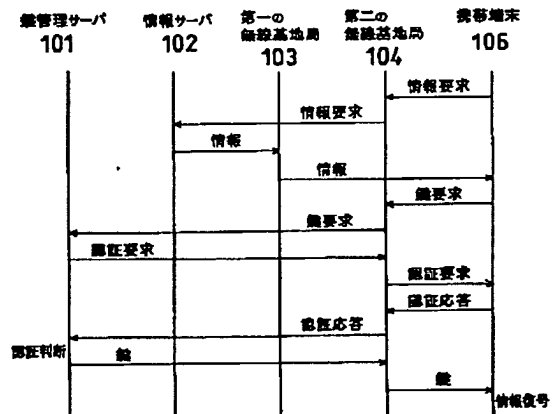 鍵管理サーバ
101
情報サーバ
102
第一の
無線基地局
103
第二の
無線基地局
104
携帯端末
105
情報要求
情報要求
情報
情報
鍵要求
鍵要求
認証要求
認証要求
認証応答
認証応答
認証判断
鍵
鍵
情報復号